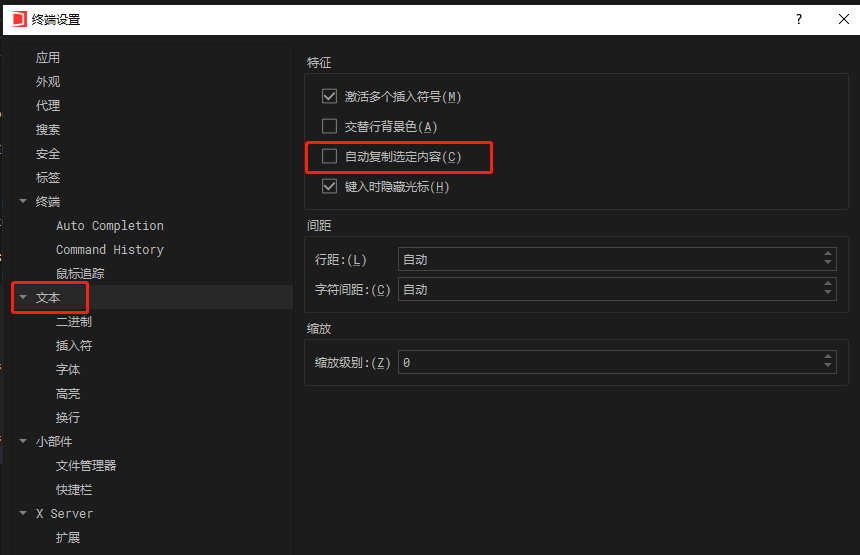 终端设置
?
应用
外观
代理
搜索
安全
标签
终端
Auto Completion
Command History
鼠标追踪
文本
二进制
插入符
字体
高亮
换行
小部件
文件管理器
快捷栏
X Server
扩展
特征
激活多个插入符号(M)
交替行背景色(A)
自动复制选定内容(C)
键入时隐藏光标(H)
间距
行距:(L) 自动
字符间距:(C) 自动
缩放
缩放级别:(Z) 0